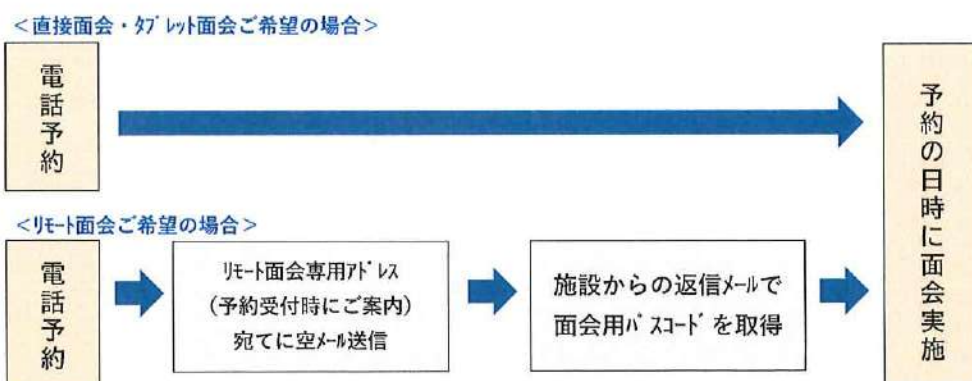 ＜直接面会・ﾀﾌﾞﾚｯﾄ面会ご希望の場合＞
電話予約
予約の日時に面会実施
＜ﾘﾓｰﾄ面会ご希望の場合＞
電話予約
ﾘﾓｰﾄ面会専用ｱﾄﾞﾚｽ
(予約受付時にご案内)
宛てに空ﾒｰﾙ送信
施設からの返信ﾒｰﾙで
面会用ﾊﾟｽｺｰﾄﾞを取得